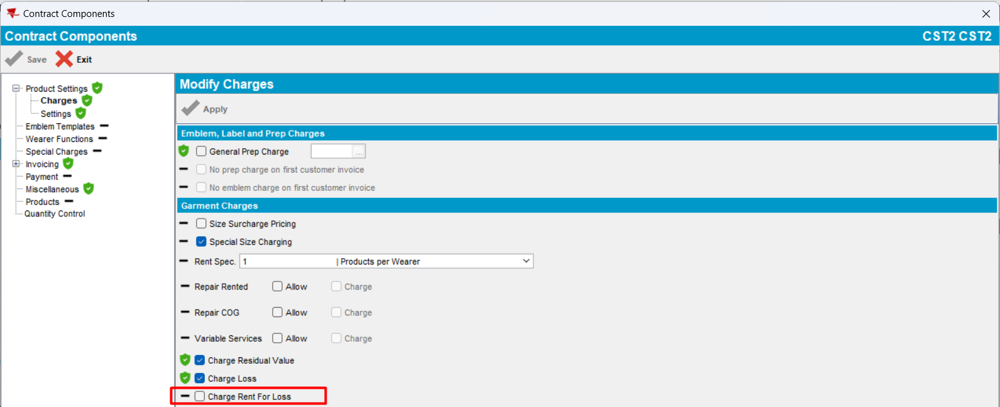 Contract Components
Contract Components CST2 CST2
Save Exit
Product Settings
Charges
Settings
Emblem Templates
Wearer Functions
Special Charges
Invoicing
Payment
Miscellaneous
Products
Quantity Control
Modify Charges
Apply
Emblem, Label and Prep Charges
General Prep Charge ...
No prep charge on first customer invoice
No emblem charge on first customer invoice
Garment Charges
Size Surcharge Pricing
Special Size Charging
Rent Spec. 1 | Products per Wearer
Repair Rented Allow Charge
Repair COG Allow Charge
Variable Services Allow Charge
Charge Residual Value
Charge Loss
Charge Rent For Loss